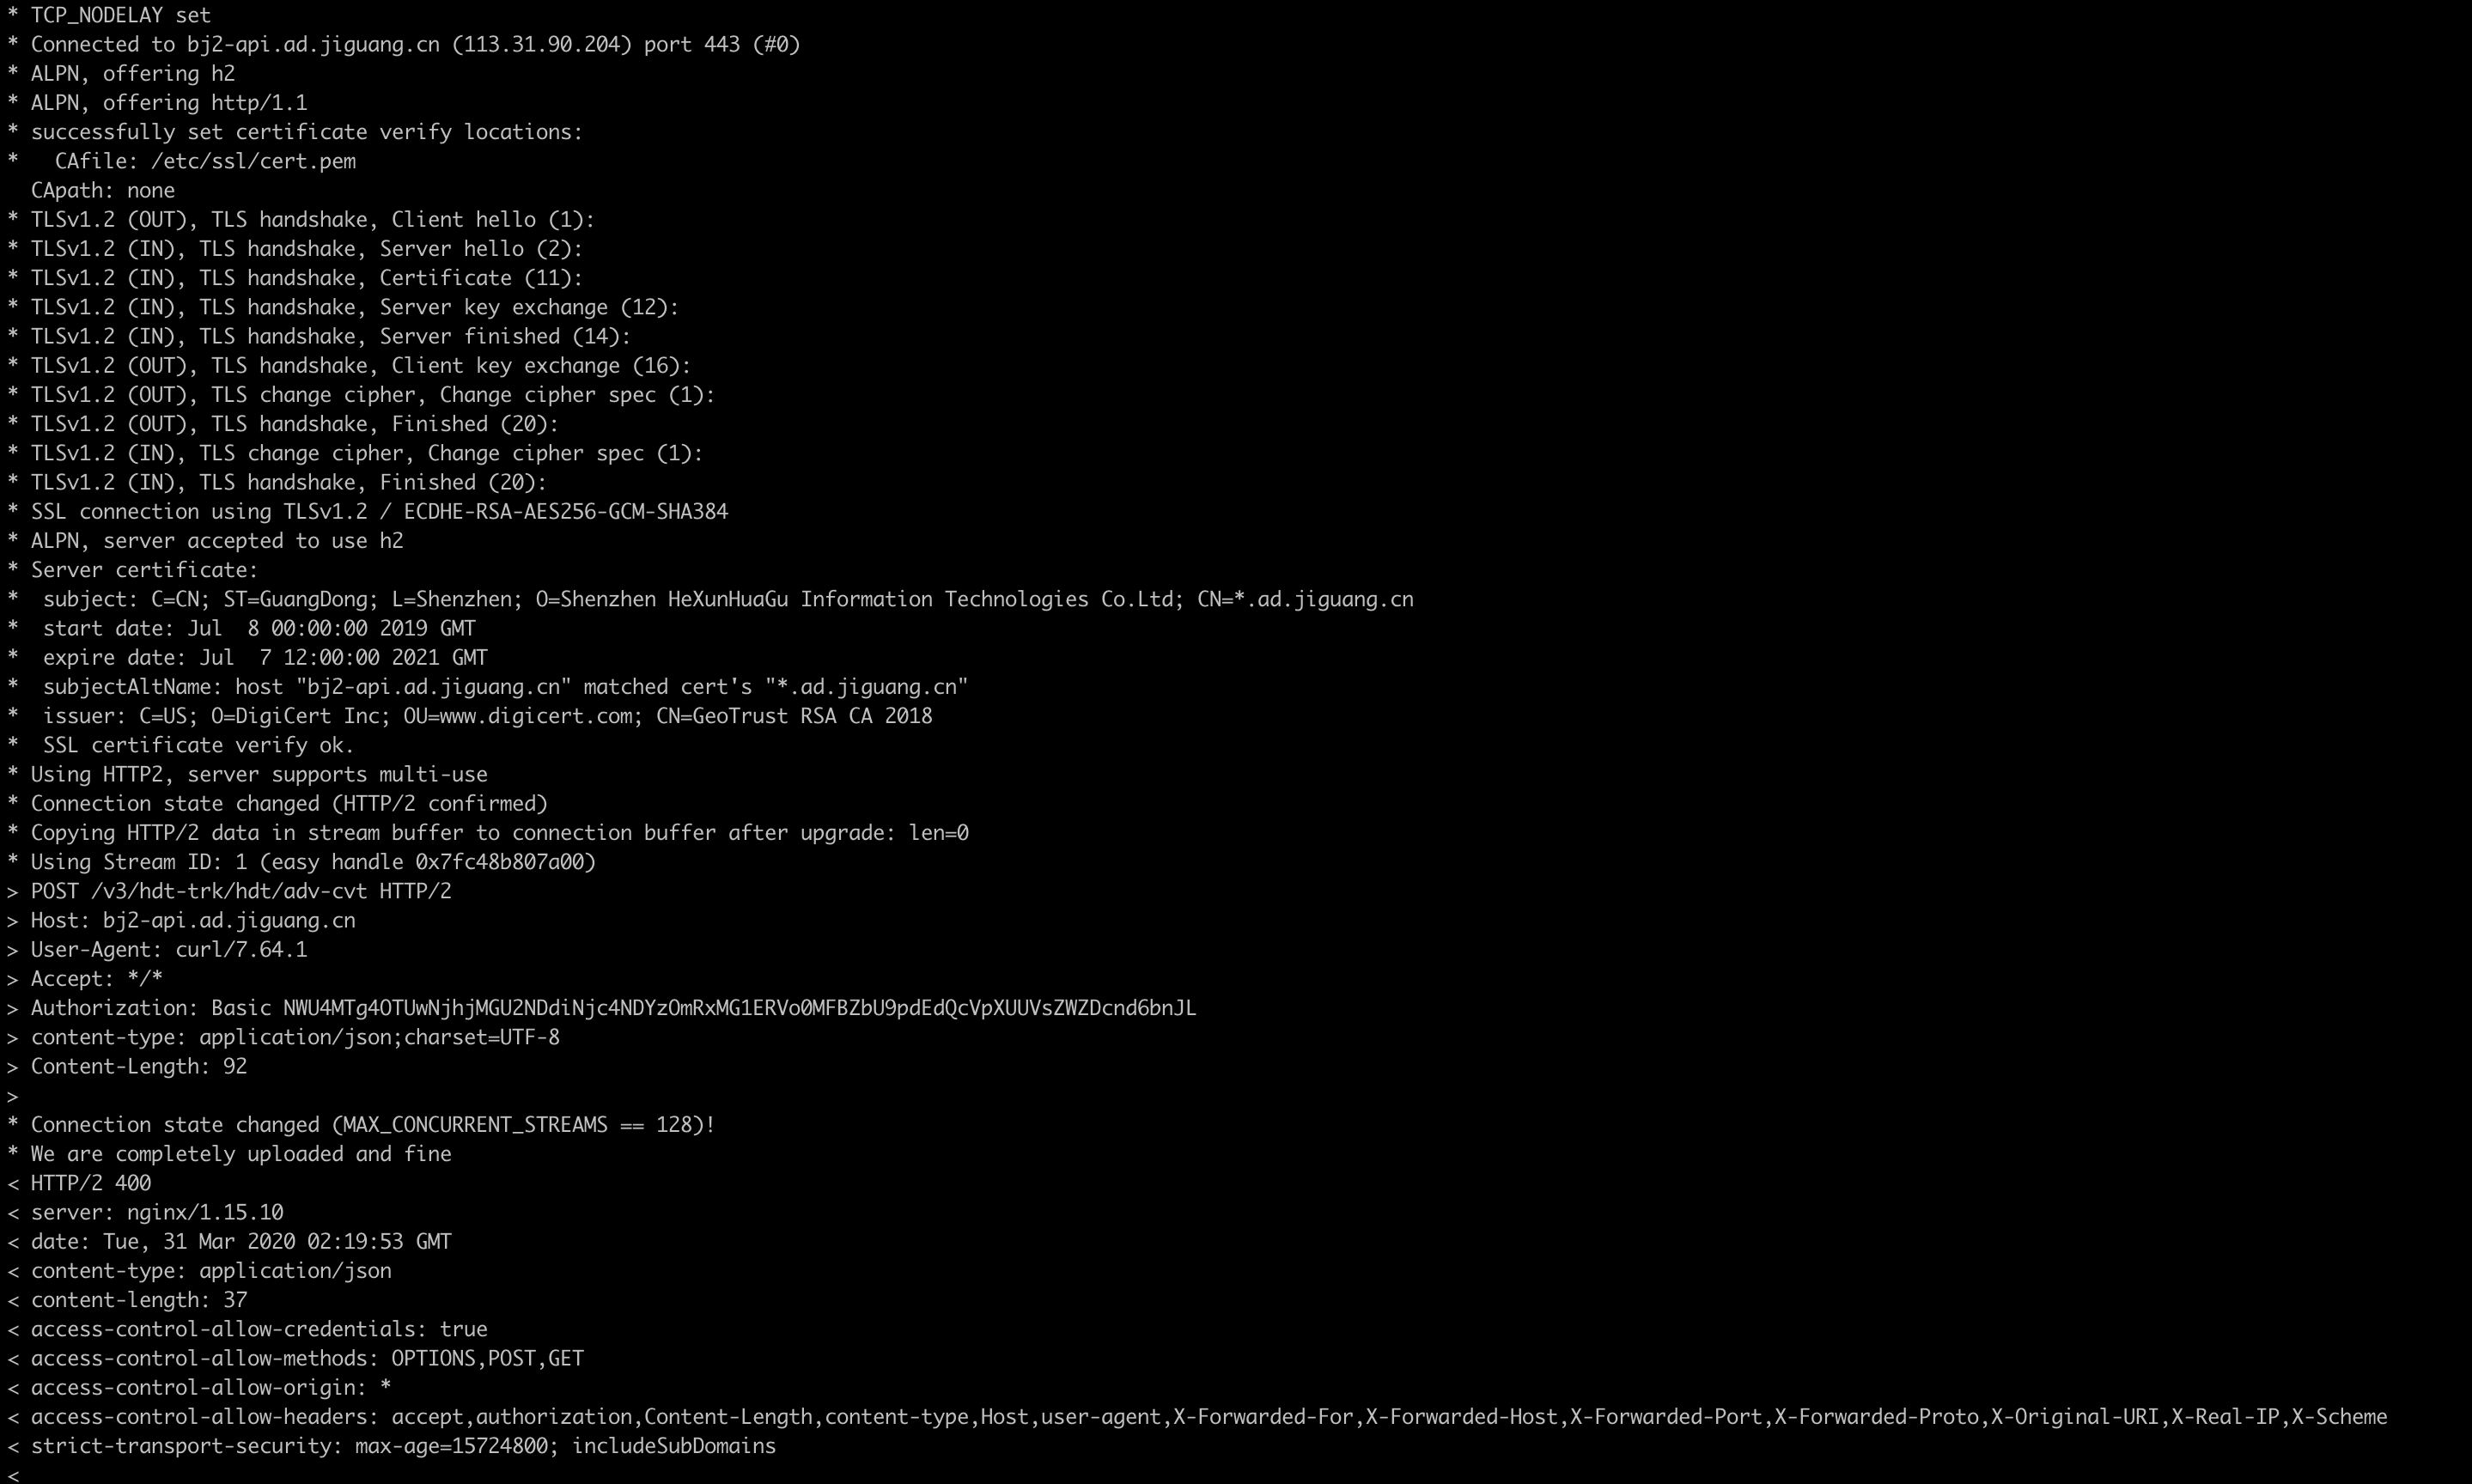 * TCP_NODELAY set
* Connected to bj2-api.ad.jiguang.cn (113.31.90.204) port 443 (#0)
* ALPN, offering h2
* ALPN, offering http/1.1
* successfully set certificate verify locations:
*   CAfile: /etc/ssl/cert.pem
  CApath: none
* TLSv1.2 (OUT), TLS handshake, Client hello (1):
* TLSv1.2 (IN), TLS handshake, Server hello (2):
* TLSv1.2 (IN), TLS handshake, Certificate (11):
* TLSv1.2 (IN), TLS handshake, Server key exchange (12):
* TLSv1.2 (IN), TLS handshake, Server finished (14):
* TLSv1.2 (OUT), TLS handshake, Client key exchange (16):
* TLSv1.2 (OUT), TLS change cipher, Change cipher spec (1):
* TLSv1.2 (OUT), TLS handshake, Finished (20):
* TLSv1.2 (IN), TLS change cipher, Change cipher spec (1):
* TLSv1.2 (IN), TLS handshake, Finished (20):
* SSL connection using TLSv1.2 / ECDHE-RSA-AES256-GCM-SHA384
* ALPN, server accepted to use h2
* Server certificate:
*  subject: C=CN; ST=GuangDong; L=Shenzhen; O=Shenzhen HeXunHuaGu Information Technologies Co.Ltd; CN=*.ad.jiguang.cn
*  start date: Jul  8 00:00:00 2019 GMT
*  expire date: Jul  7 12:00:00 2021 GMT
*  subjectAltName: host "bj2-api.ad.jiguang.cn" matched cert's "*.ad.jiguang.cn"
*  issuer: C=US; O=DigiCert Inc; OU=www.digicert.com; CN=GeoTrust RSA CA 2018
*  SSL certificate verify ok.
* Using HTTP2, server supports multi-use
* Connection state changed (HTTP/2 confirmed)
* Copying HTTP/2 data in stream buffer to connection buffer after upgrade: len=0
* Using Stream ID: 1 (easy handle 0x7fc48b807a00)
> POST /v3/hdt-trk/hdt/adv-cvt HTTP/2
> Host: bj2-api.ad.jiguang.cn
> User-Agent: curl/7.64.1
> Accept: */*
> Authorization: Basic NWU4MTg4OTUwNjhjMGU2NDdiNjc4NDYzOmRxMG1ERVo0MFBZbU9pdEdQcVpXUUVsZWZDcnd6bnJL
> content-type: application/json;charset=UTF-8
> Content-Length: 92
>
* Connection state changed (MAX_CONCURRENT_STREAMS == 128)!
* We are completely uploaded and fine
< HTTP/2 400
< server: nginx/1.15.10
< date: Tue, 31 Mar 2020 02:19:53 GMT
< content-type: application/json
< content-length: 37
< access-control-allow-credentials: true
< access-control-allow-methods: OPTIONS,POST,GET
< access-control-allow-origin: *
< access-control-allow-headers: accept,authorization,Content-Length,content-type,Host,user-agent,X-Forwarded-For,X-Forwarded-Host,X-Forwarded-Port,X-Forwarded-Proto,X-Original-URI,X-Real-IP,X-Scheme
< strict-transport-security: max-age=15724800; includeSubDomains
<